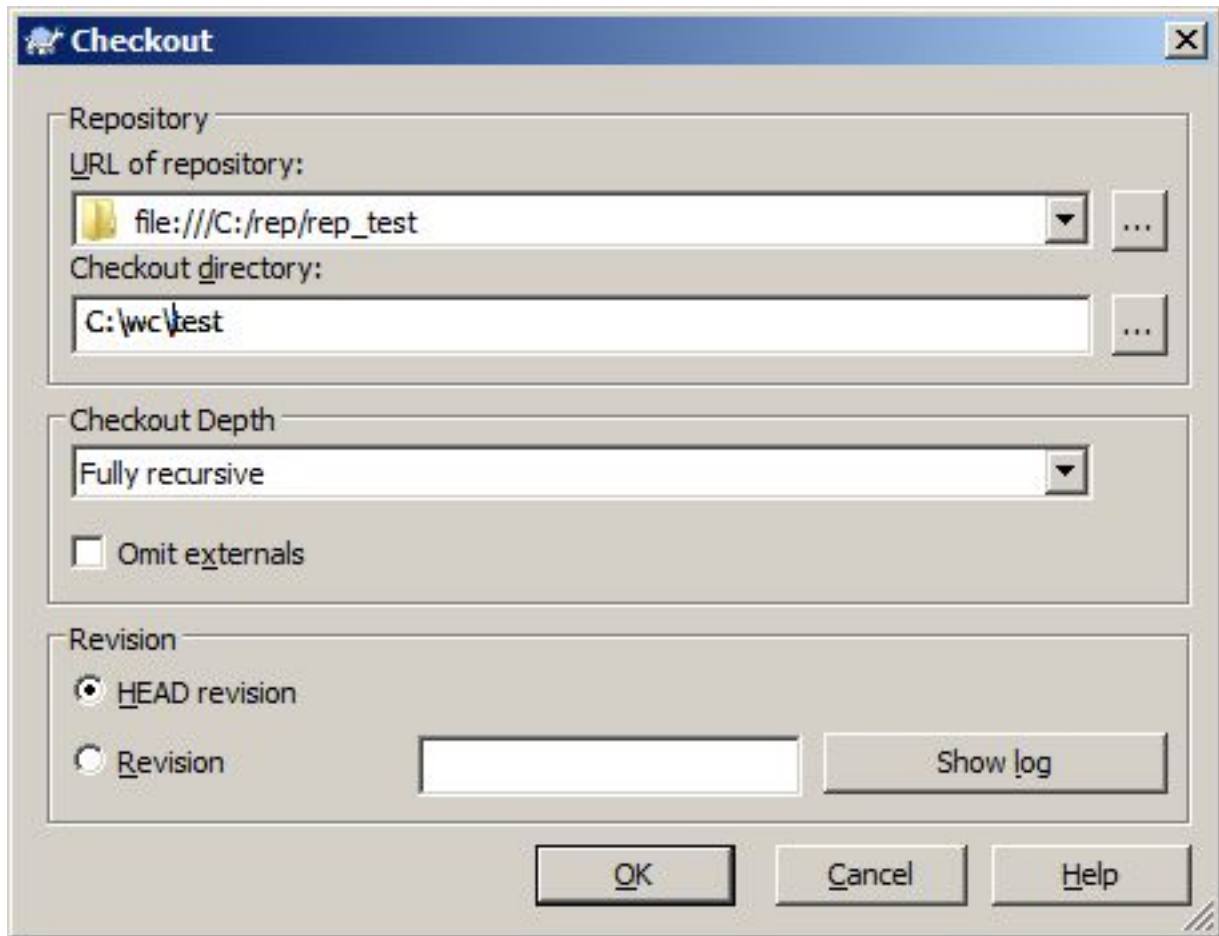 Checkout
Repository
URL of repository:
file:///C:/rep/rep_test
...
Checkout directory:
C:\wc\test
...
Checkout Depth
Fully recursive
Omit externals
Revision
HEAD revision
Revision
Show log
OK Cancel Help